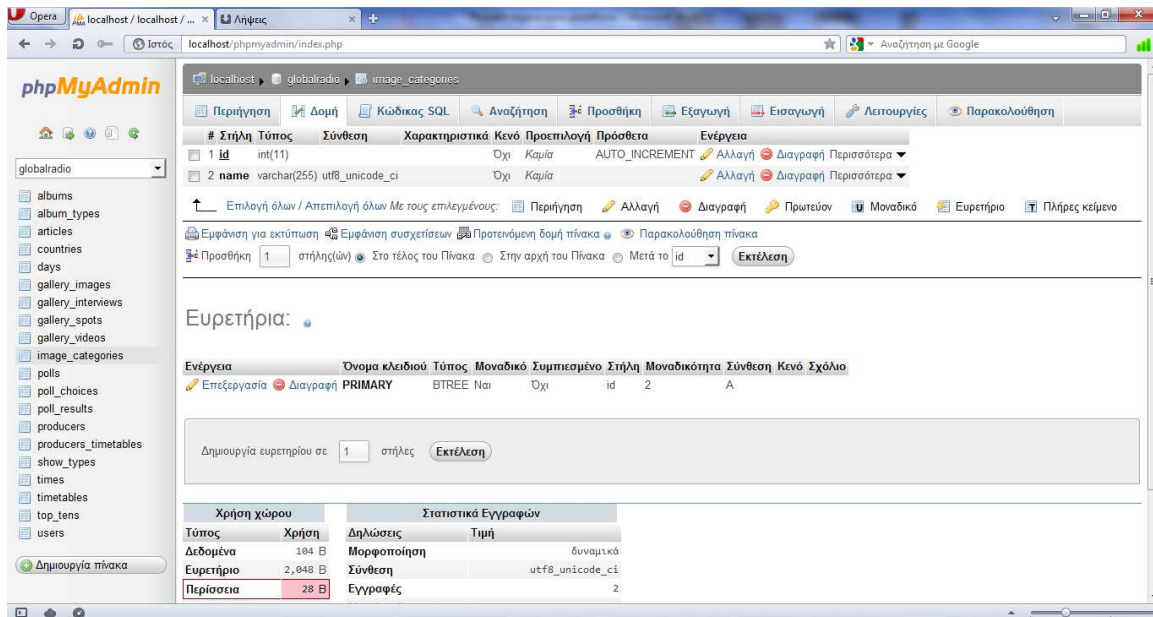 Opera localhost / localhost / ... × Λήψεις ×
Ιστός localhost/phpmyadmin/index.php Αναζήτηση με Google
phpMyAdmin
globalradio
albums
album_types
articles
countries
days
gallery_images
gallery_interviews
gallery_spots
gallery_videos
image_categories
polls
poll_choices
poll_results
producers
producers_timetables
show_types
times
timetables
top_tens
users
Δημιουργία πίνακα
localhost globalradio image_categories
Περιήγηση Δομή Κώδικας SQL Αναζήτηση Προσθήκη Εξαγωγή Εισαγωγή Λειτουργίες Παρακολούθηση
# Στήλη Τύπος Σύνθεση Χαρακτηριστικά Κενό Προεπιλογή Πρόσθετα Ενέργεια
1 id int(11) Όχι Καμία AUTO_INCREMENT Αλλαγή Διαγραφή Περισσότερα
2 name varchar(255) utf8_unicode_ci Όχι Καμία Αλλαγή Διαγραφή Περισσότερα
Επιλογή όλων / Απεπιλογή όλων Με τους επιλεγμένους: Περιήγηση Αλλαγή Διαγραφή Πρωτεύον U Μοναδικό Ευρετήριο T Πλήρες κείμενο
Εμφάνιση για εκτύπωση Εμφάνιση συσχετίσεων Προτεινόμενη δομή πίνακα Παρακολούθηση πίνακα
Προσθήκη 1 στήλης(ών) Στο τέλος του Πίνακα Στην αρχή του Πίνακα Μετά το id Εκτέλεση
Ευρετήρια:
Ενέργεια Όνομα κλειδιού Τύπος Μοναδικό Συμπιεσμένο Στήλη Μοναδικότητα Σύνθεση Κενό Σχόλιο
Επεξεργασία Διαγραφή PRIMARY BTREE Ναι Όχι id 2 A
Δημιουργία ευρετηρίου σε 1 στήλες Εκτέλεση
Χρήση χώρου
Τύπος Χρήση
Δεδομένα 104 B
Ευρετήριο 2,048 B
Περίσσεια 28 B
Στατιστικά Εγγραφών
Δηλώσεις Τιμή
Μορφοποίηση δυναμικά
Σύνθεση utf8_unicode_ci
Εγγραφές 2